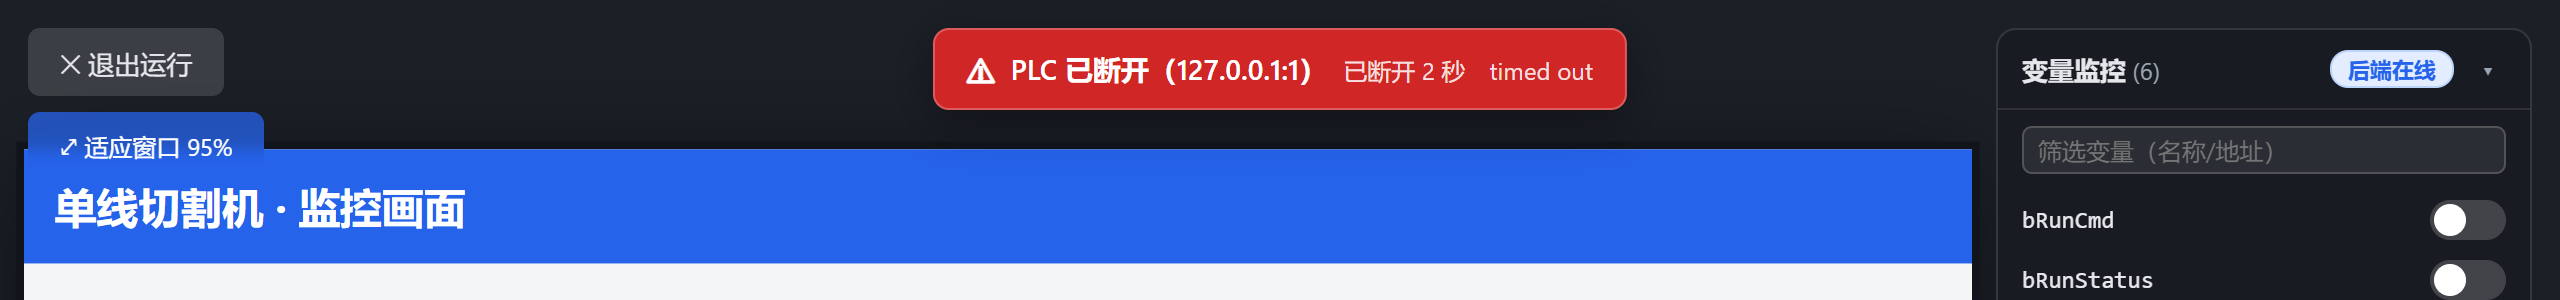 退出运行
PLC 已断开（127.0.0.1:1） 已断开 2 秒 timed out
变量监控 (6) 后端在线
适应窗口 95%
筛选变量（名称/地址）
单线切割机 · 监控画面
bRunCmd
bRunStatus